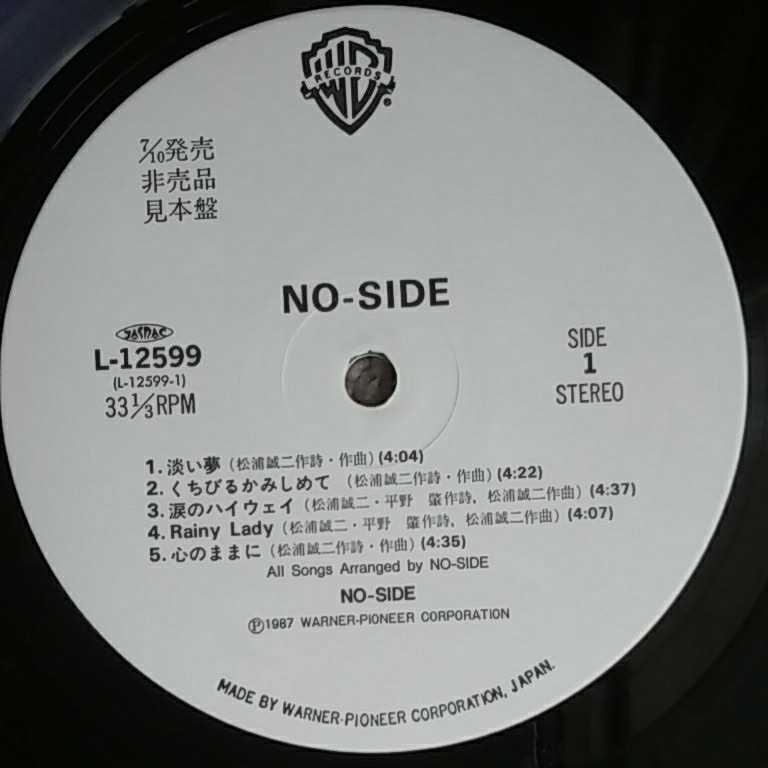 WB
RECORDS
®
7/10発売
非売品
見本盤
NO-SIDE
JASRAC
L-12599
(L-12599-1)
33 1/3 RPM
SIDE
1
STEREO
1. 淡い夢 (松浦誠二作詩・作曲) (4:04)
2. くちびるかみしめて (松浦誠二作詩・作曲) (4:22)
3. 涙のハイウェイ (松浦誠二・平野 肇作詩、松浦誠二作曲) (4:37)
4. Rainy Lady (松浦誠二・平野 肇作詩、松浦誠二作曲) (4:07)
5. 心のままに (松浦誠二作詩・作曲) (4:35)
All Songs Arranged by NO-SIDE
NO-SIDE
Ⓟ1987 WARNER-PIONEER CORPORATION
MADE BY WARNER-PIONEER CORPORATION, JAPAN.